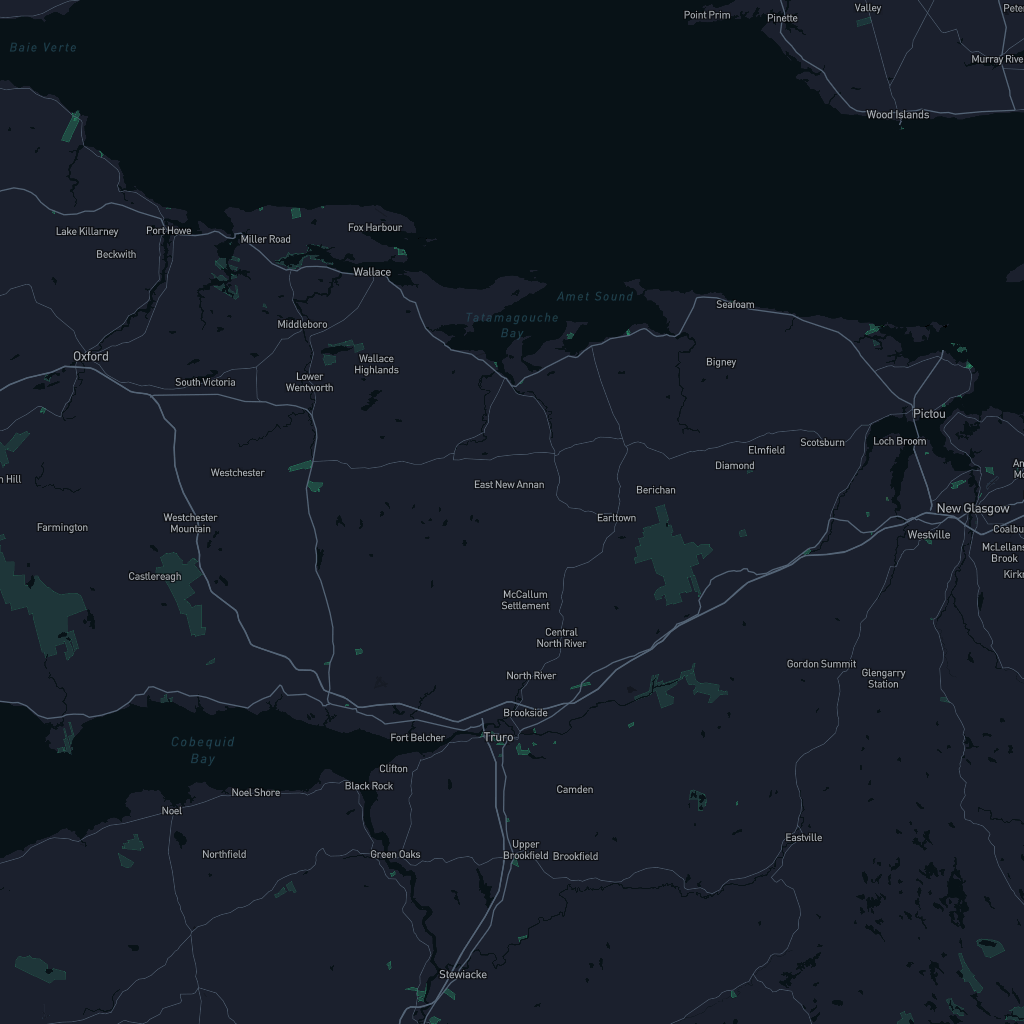 Point Prim
Pinette
Valley
Baie Verte
Murray Rive
Wood Islands
Lake Killarney
Port Howe
Miller Road
Fox Harbour
Beckwith
Wallace
Amet Sound
Seafoam
Tatamagouche
Bay
Middleboro
Oxford
Wallace
Highlands
Bigney
South Victoria
Lower
Wentworth
Pictou
Loch Broom
Scotsburn
Elmfield
Diamond
Westchester
n Hill
East New Annan
Berichan
New Glasgow
Farmington
Westchester
Mountain
Earltown
Westville
Coalbu
McLellans
Brook
Castlereagh
Kirkm
McCallum
Settlement
Central
North River
Gordon Summit
Glengarry
Station
North River
Brookside
Cobequid
Bay
Fort Belcher
Truro
Clifton
Black Rock
Camden
Noel Shore
Noel
Eastville
Northfield
Green Oaks
Upper
Brookfield
Brookfield
Stewiacke